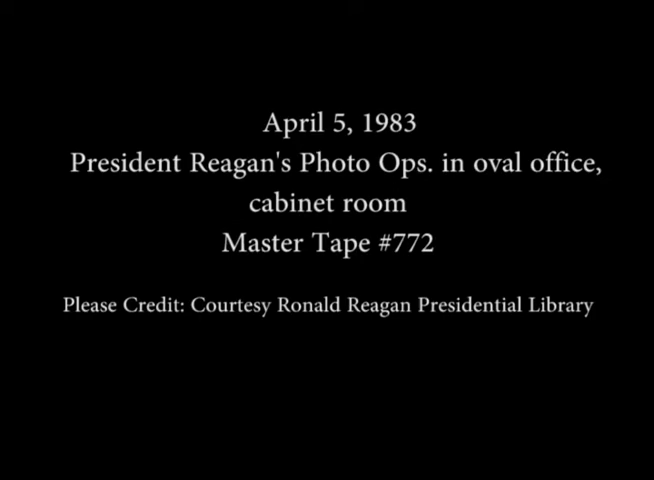 April 5, 1983
President Reagan's Photo Ops. in oval office,
cabinet room
Master Tape #772
Please Credit: Courtesy Ronald Reagan Presidential Library